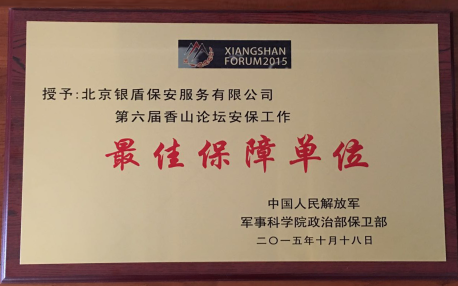 XIANGSHAN
FORUM2015
授予:北京银盾保安服务有限公司
第六届香山论坛安保工作
最佳保障单位
中国人民解放军
军事科学院政治部保卫部
二〇一五年十月十八日